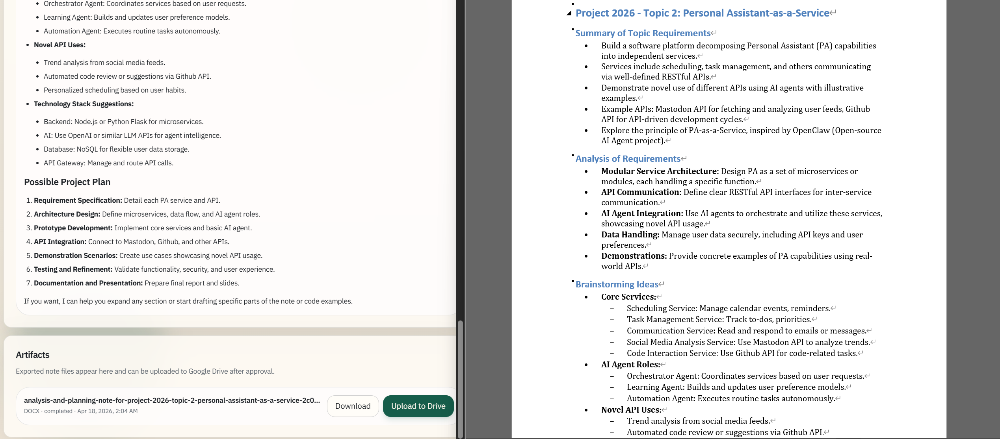 Orchestrator Agent: Coordinates services based on user requests.
Learning Agent: Builds and updates user preference models.
Automation Agent: Executes routine tasks autonomously.
Novel API Uses:
Trend analysis from social media feeds.
Automated code review or suggestions via Github API.
Personalized scheduling based on user habits.
Technology Stack Suggestions:
Backend: Node.js or Python Flask for microservices.
AI: Use OpenAI or similar LLM APIs for agent intelligence.
Database: NoSQL for flexible user data storage.
API Gateway: Manage and route API calls.
Possible Project Plan
1. Requirement Specification: Detail each PA service and API.
2. Architecture Design: Define microservices, data flow, and AI agent roles.
3. Prototype Development: Implement core services and basic AI agent.
4. API Integration: Connect to Mastodon, Github, and other APIs.
5. Demonstration Scenarios: Create use cases showcasing novel API usage.
6. Testing and Refinement: Validate functionality, security, and user experience.
7. Documentation and Presentation: Prepare final report and slides.
If you want, I can help you expand any section or start drafting specific parts of the note or code examples.
Artifacts
Exported note files appear here and can be uploaded to Google Drive after approval.
analysis-and-planning-note-for-project-2026-topic-2-personal-assistant-as-a-service-2c0...
DOCX · completed · Apr 18, 2026, 2:04 AM
Download
Upload to Drive
Project 2026 - Topic 2: Personal Assistant-as-a-Service
Summary of Topic Requirements
Build a software platform decomposing Personal Assistant (PA) capabilities
into independent services.
Services include scheduling, task management, and others communicating
via well-defined RESTful APIs.
Demonstrate novel use of different APIs using AI agents with illustrative
examples.
Example APIs: Mastodon API for fetching and analyzing user feeds, Github
API for API-driven development cycles.
Explore the principle of PA-as-a-Service, inspired by OpenClaw (Open-source
AI Agent project).
Analysis of Requirements
Modular Service Architecture: Design PA as a set of microservices or
modules, each handling a specific function.
API Communication: Define clear RESTful API interfaces for inter-service
communication.
AI Agent Integration: Use AI agents to orchestrate and utilize these services,
showcasing novel API usage.
Data Handling: Manage user data securely, including API keys and user
preferences.
Demonstrations: Provide concrete examples of PA capabilities using real-
world APIs.
Brainstorming Ideas
Core Services:
– Scheduling Service: Manage calendar events, reminders.
– Task Management Service: Track to-dos, priorities.
– Communication Service: Read and respond to emails or messages.
– Social Media Analysis Service: Use Mastodon API to analyze trends.
– Code Interaction Service: Use Github API for code-related tasks.
AI Agent Roles:
– Orchestrator Agent: Coordinates services based on user requests.
– Learning Agent: Builds and updates user preference models.
– Automation Agent: Executes routine tasks autonomously.
Novel API Uses:
– Trend analysis from social media feeds.
– Automated code review or suggestions via Github API.